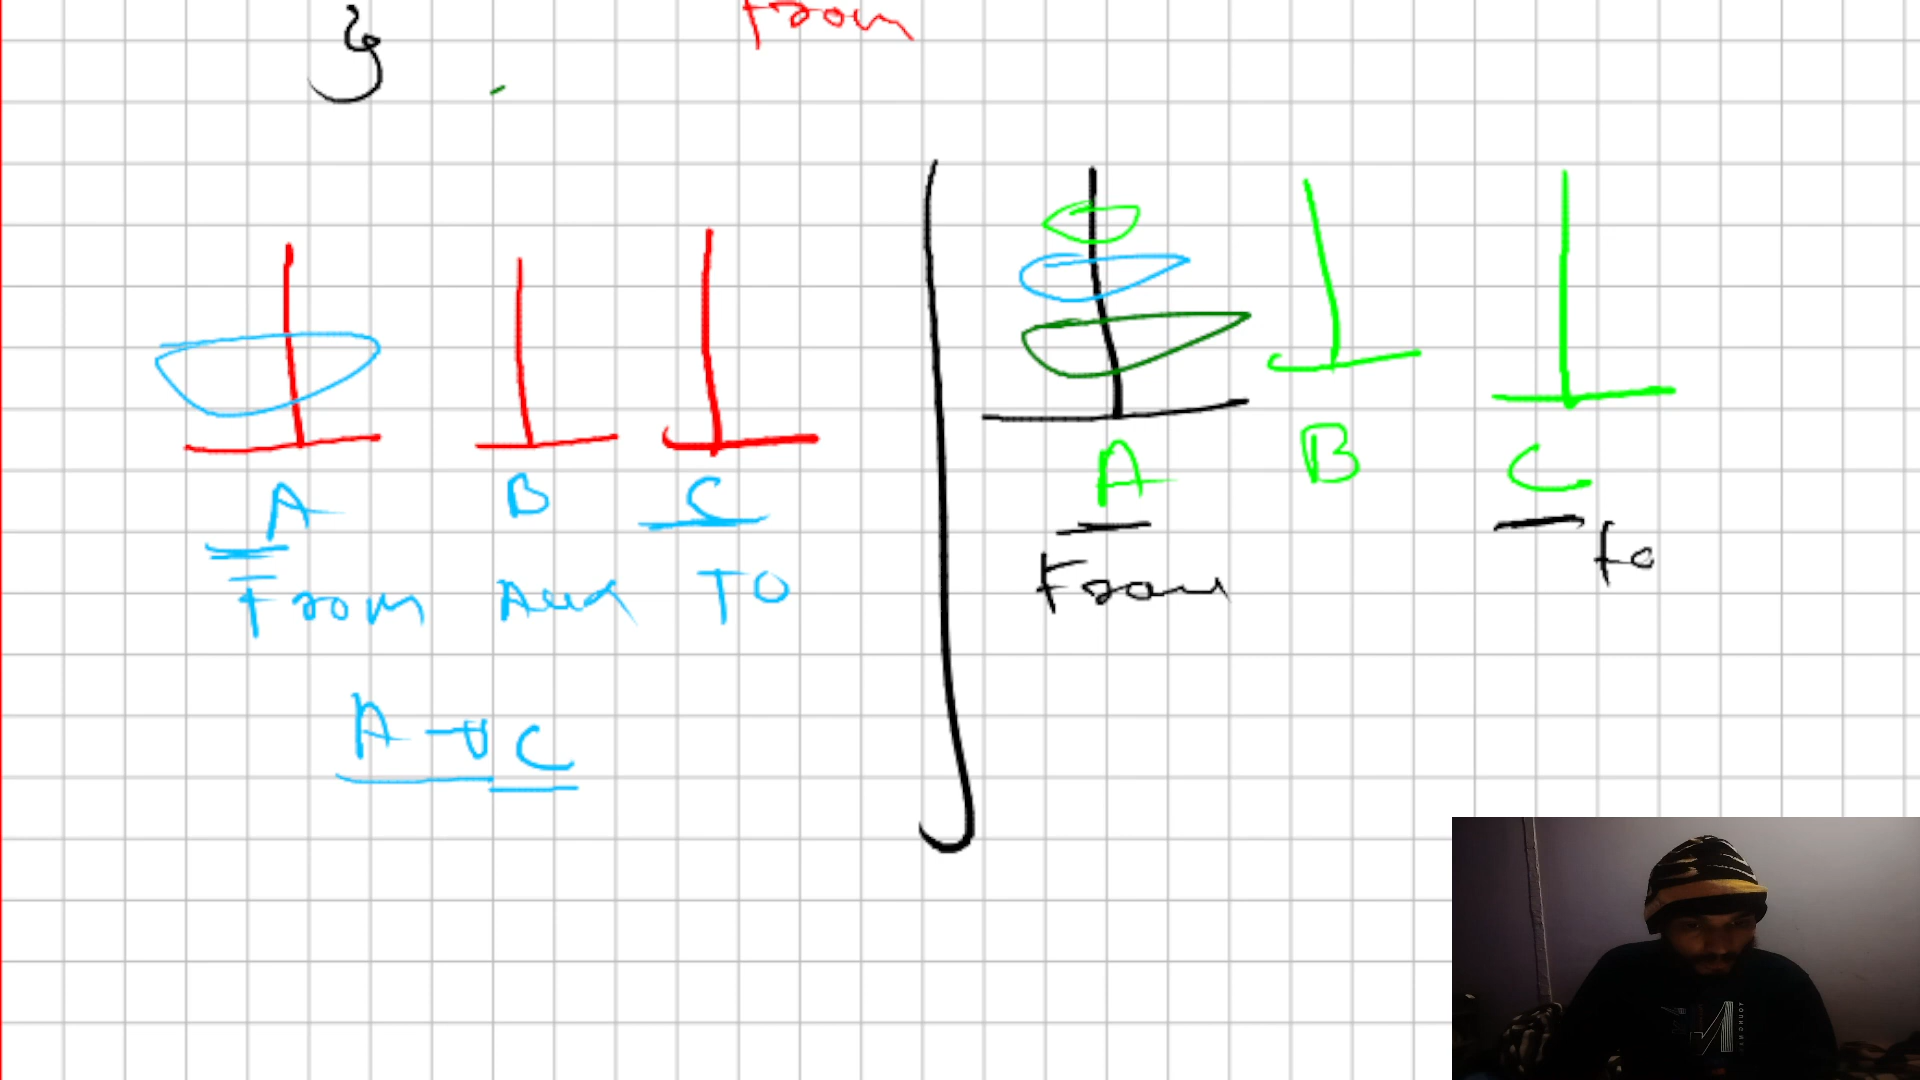 From
A B C
From Aux TO
A → C
A B C
From to